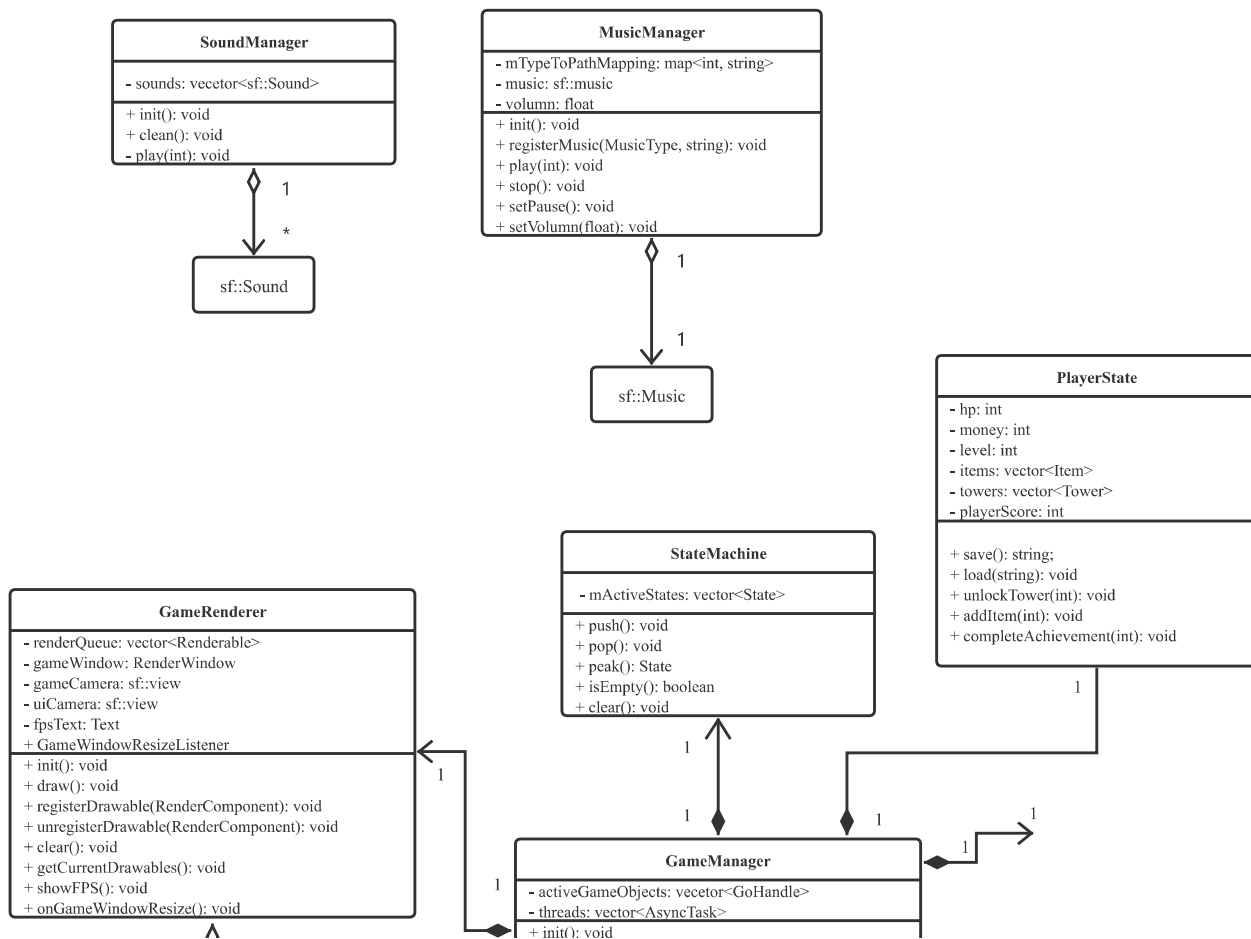 SoundManager
- sounds: vecetor<sf::Sound>
+ init(): void
+ clean(): void
- play(int): void
1
*
sf::Sound
MusicManager
- mTypeToPathMapping: map<int, string>
- music: sf::music
- volumn: float
+ init(): void
+ registerMusic(MusicType, string): void
+ play(int): void
+ stop(): void
+ setPause(): void
+ setVolumn(float): void
1
1
sf::Music
PlayerState
- hp: int
- money: int
- level: int
- items: vector<Item>
- towers: vector<Tower>
- playerScore: int
+ save(): string;
+ load(string): void
+ unlockTower(int): void
+ addItem(int): void
+ completeAchievement(int): void
1
StateMachine
- mActiveStates: vector<State>
+ push(): void
+ pop(): void
+ peak(): State
+ isEmpty(): boolean
+ clear(): void
1
1
1
GameRenderer
- renderQueue: vector<Renderable>
- gameWindow: RenderWindow
- gameCamera: sf::view
- uiCamera: sf::view
- fpsText: Text
+ GameWindowResizeListener
+ init(): void
+ draw(): void
+ registerDrawable(RenderComponent): void
+ unregisterDrawable(RenderComponent): void
+ clear(): void
+ getCurrentDrawables(): void
+ showFPS(): void
+ onGameWindowResize(): void
1
1
1
1
GameManager
- activeGameObjects: vecetor<GoHandle>
- threads: vector<AsyncTask>
+ init(): void